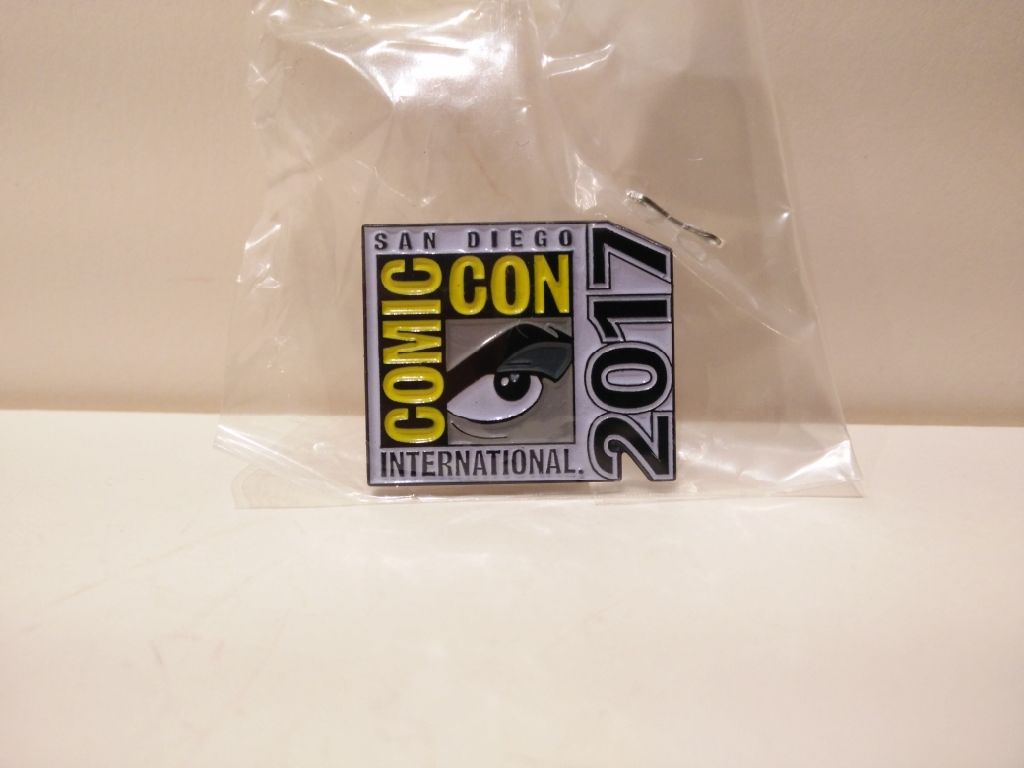 SAN DIEGO
COMIC
CON
INTERNATIONAL.
2017